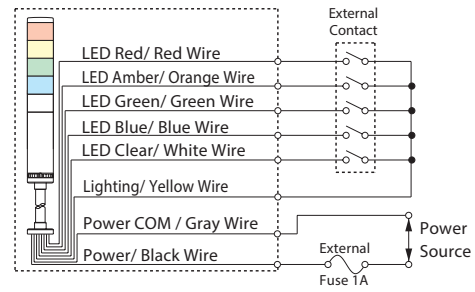 External
Contact
LED Red/ Red Wire
LED Amber/ Orange Wire
LED Green/ Green Wire
LED Blue/ Blue Wire
LED Clear/ White Wire
Lighting/ Yellow Wire
Power COM / Gray Wire
Power/ Black Wire
External
Fuse 1A
Power
Source